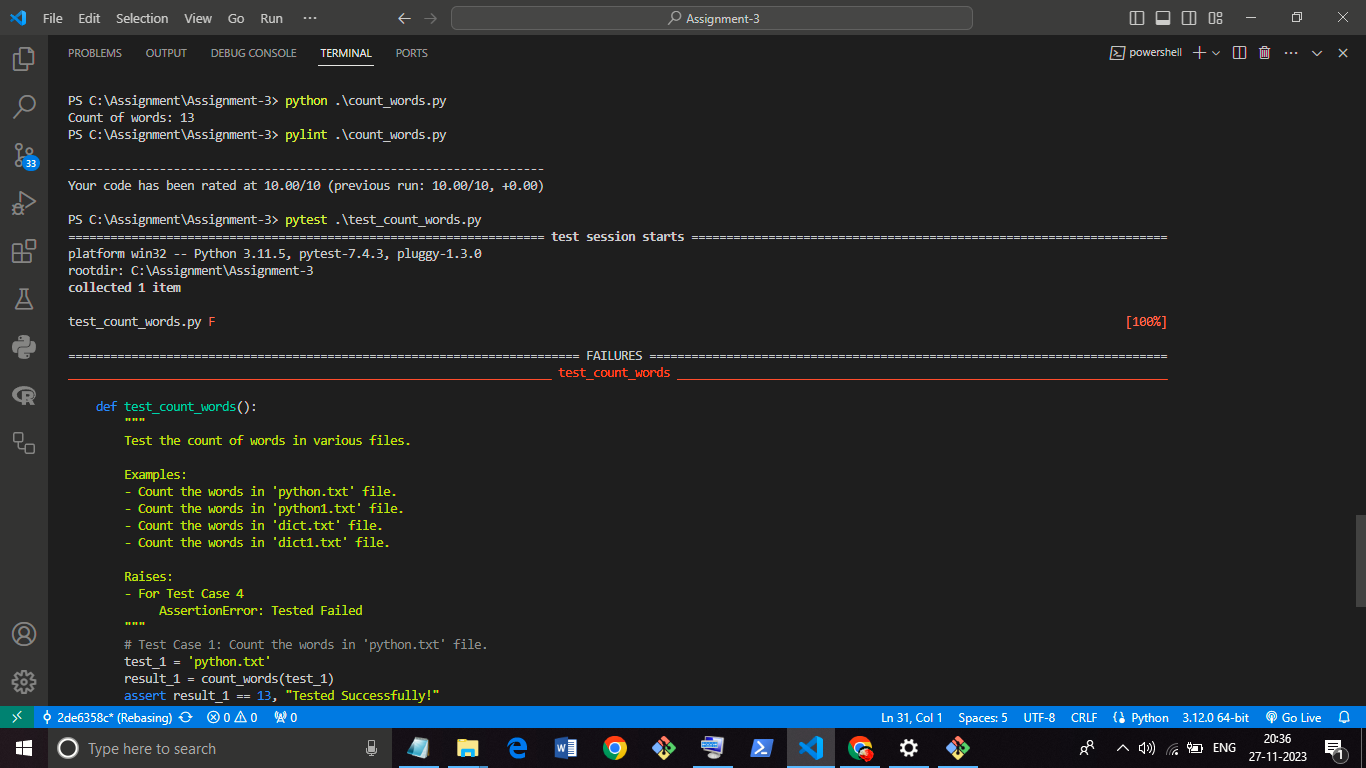 File Edit Selection View Go Run ··· Assignment-3
PROBLEMS OUTPUT DEBUG CONSOLE TERMINAL PORTS powershell
PS C:\Assignment\Assignment-3> python .\count_words.py
Count of words: 13
PS C:\Assignment\Assignment-3> pylint .\count_words.py
--------------------------------------------------------------------
Your code has been rated at 10.00/10 (previous run: 10.00/10, +0.00)
PS C:\Assignment\Assignment-3> pytest .\test_count_words.py
==================================================================== test session starts ====================================================================
platform win32 -- Python 3.11.5, pytest-7.4.3, pluggy-1.3.0
rootdir: C:\Assignment\Assignment-3
collected 1 item
test_count_words.py F [100%]
========================================================================= FAILURES ==========================================================================
_____________________________________________________________________ test_count_words ______________________________________________________________________
def test_count_words():
"""
Test the count of words in various files.
Examples:
- Count the words in 'python.txt' file.
- Count the words in 'python1.txt' file.
- Count the words in 'dict.txt' file.
- Count the words in 'dict1.txt' file.
Raises:
- For Test Case 4
AssertionError: Tested Failed
"""
# Test Case 1: Count the words in 'python.txt' file.
test_1 = 'python.txt'
result_1 = count_words(test_1)
assert result_1 == 13, "Tested Successfully!"
33
2de6358c* (Rebasing) 0 0 0 Ln 31, Col 1 Spaces: 5 UTF-8 CRLF Python 3.12.0 64-bit Go Live
Type here to search ENG 20:36
27-11-2023 1